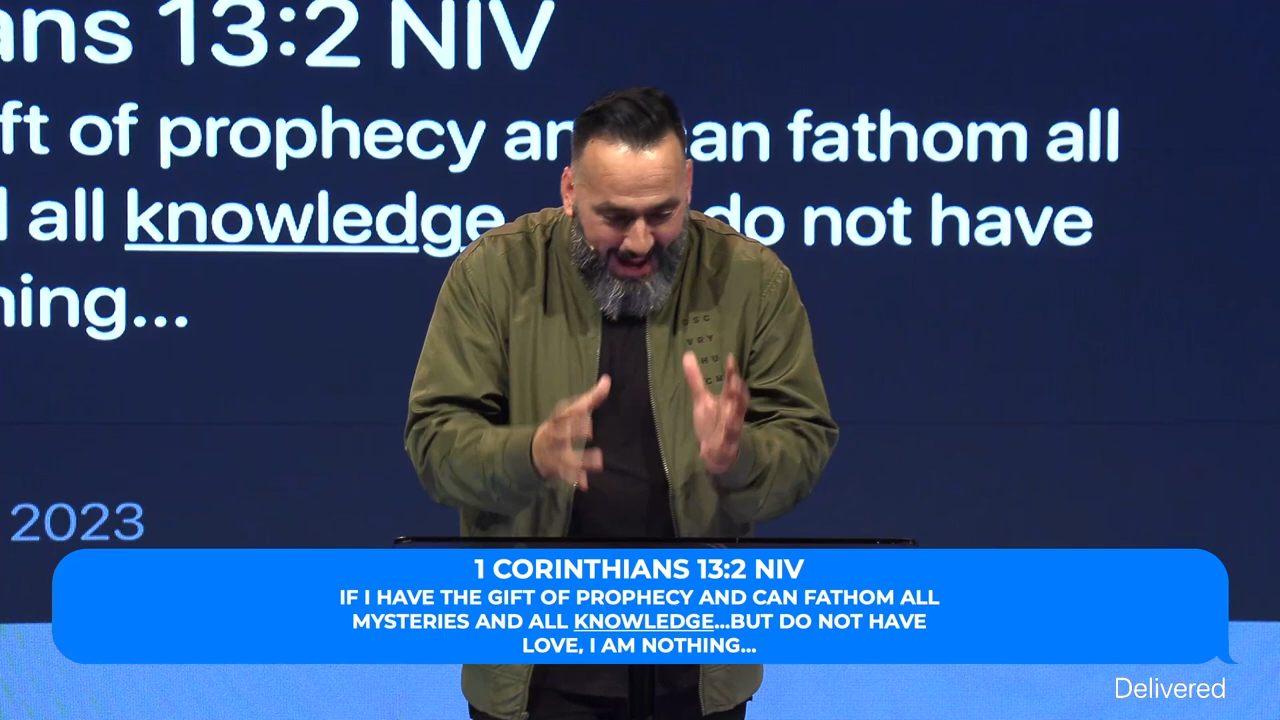 ans 13:2 NIV
ft of prophecy an can fathom all
all knowledge do not have
ning...
2023
1 CORINTHIANS 13:2 NIV
IF I HAVE THE GIFT OF PROPHECY AND CAN FATHOM ALL
MYSTERIES AND ALL KNOWLEDGE...BUT DO NOT HAVE
LOVE, I AM NOTHING...
Delivered